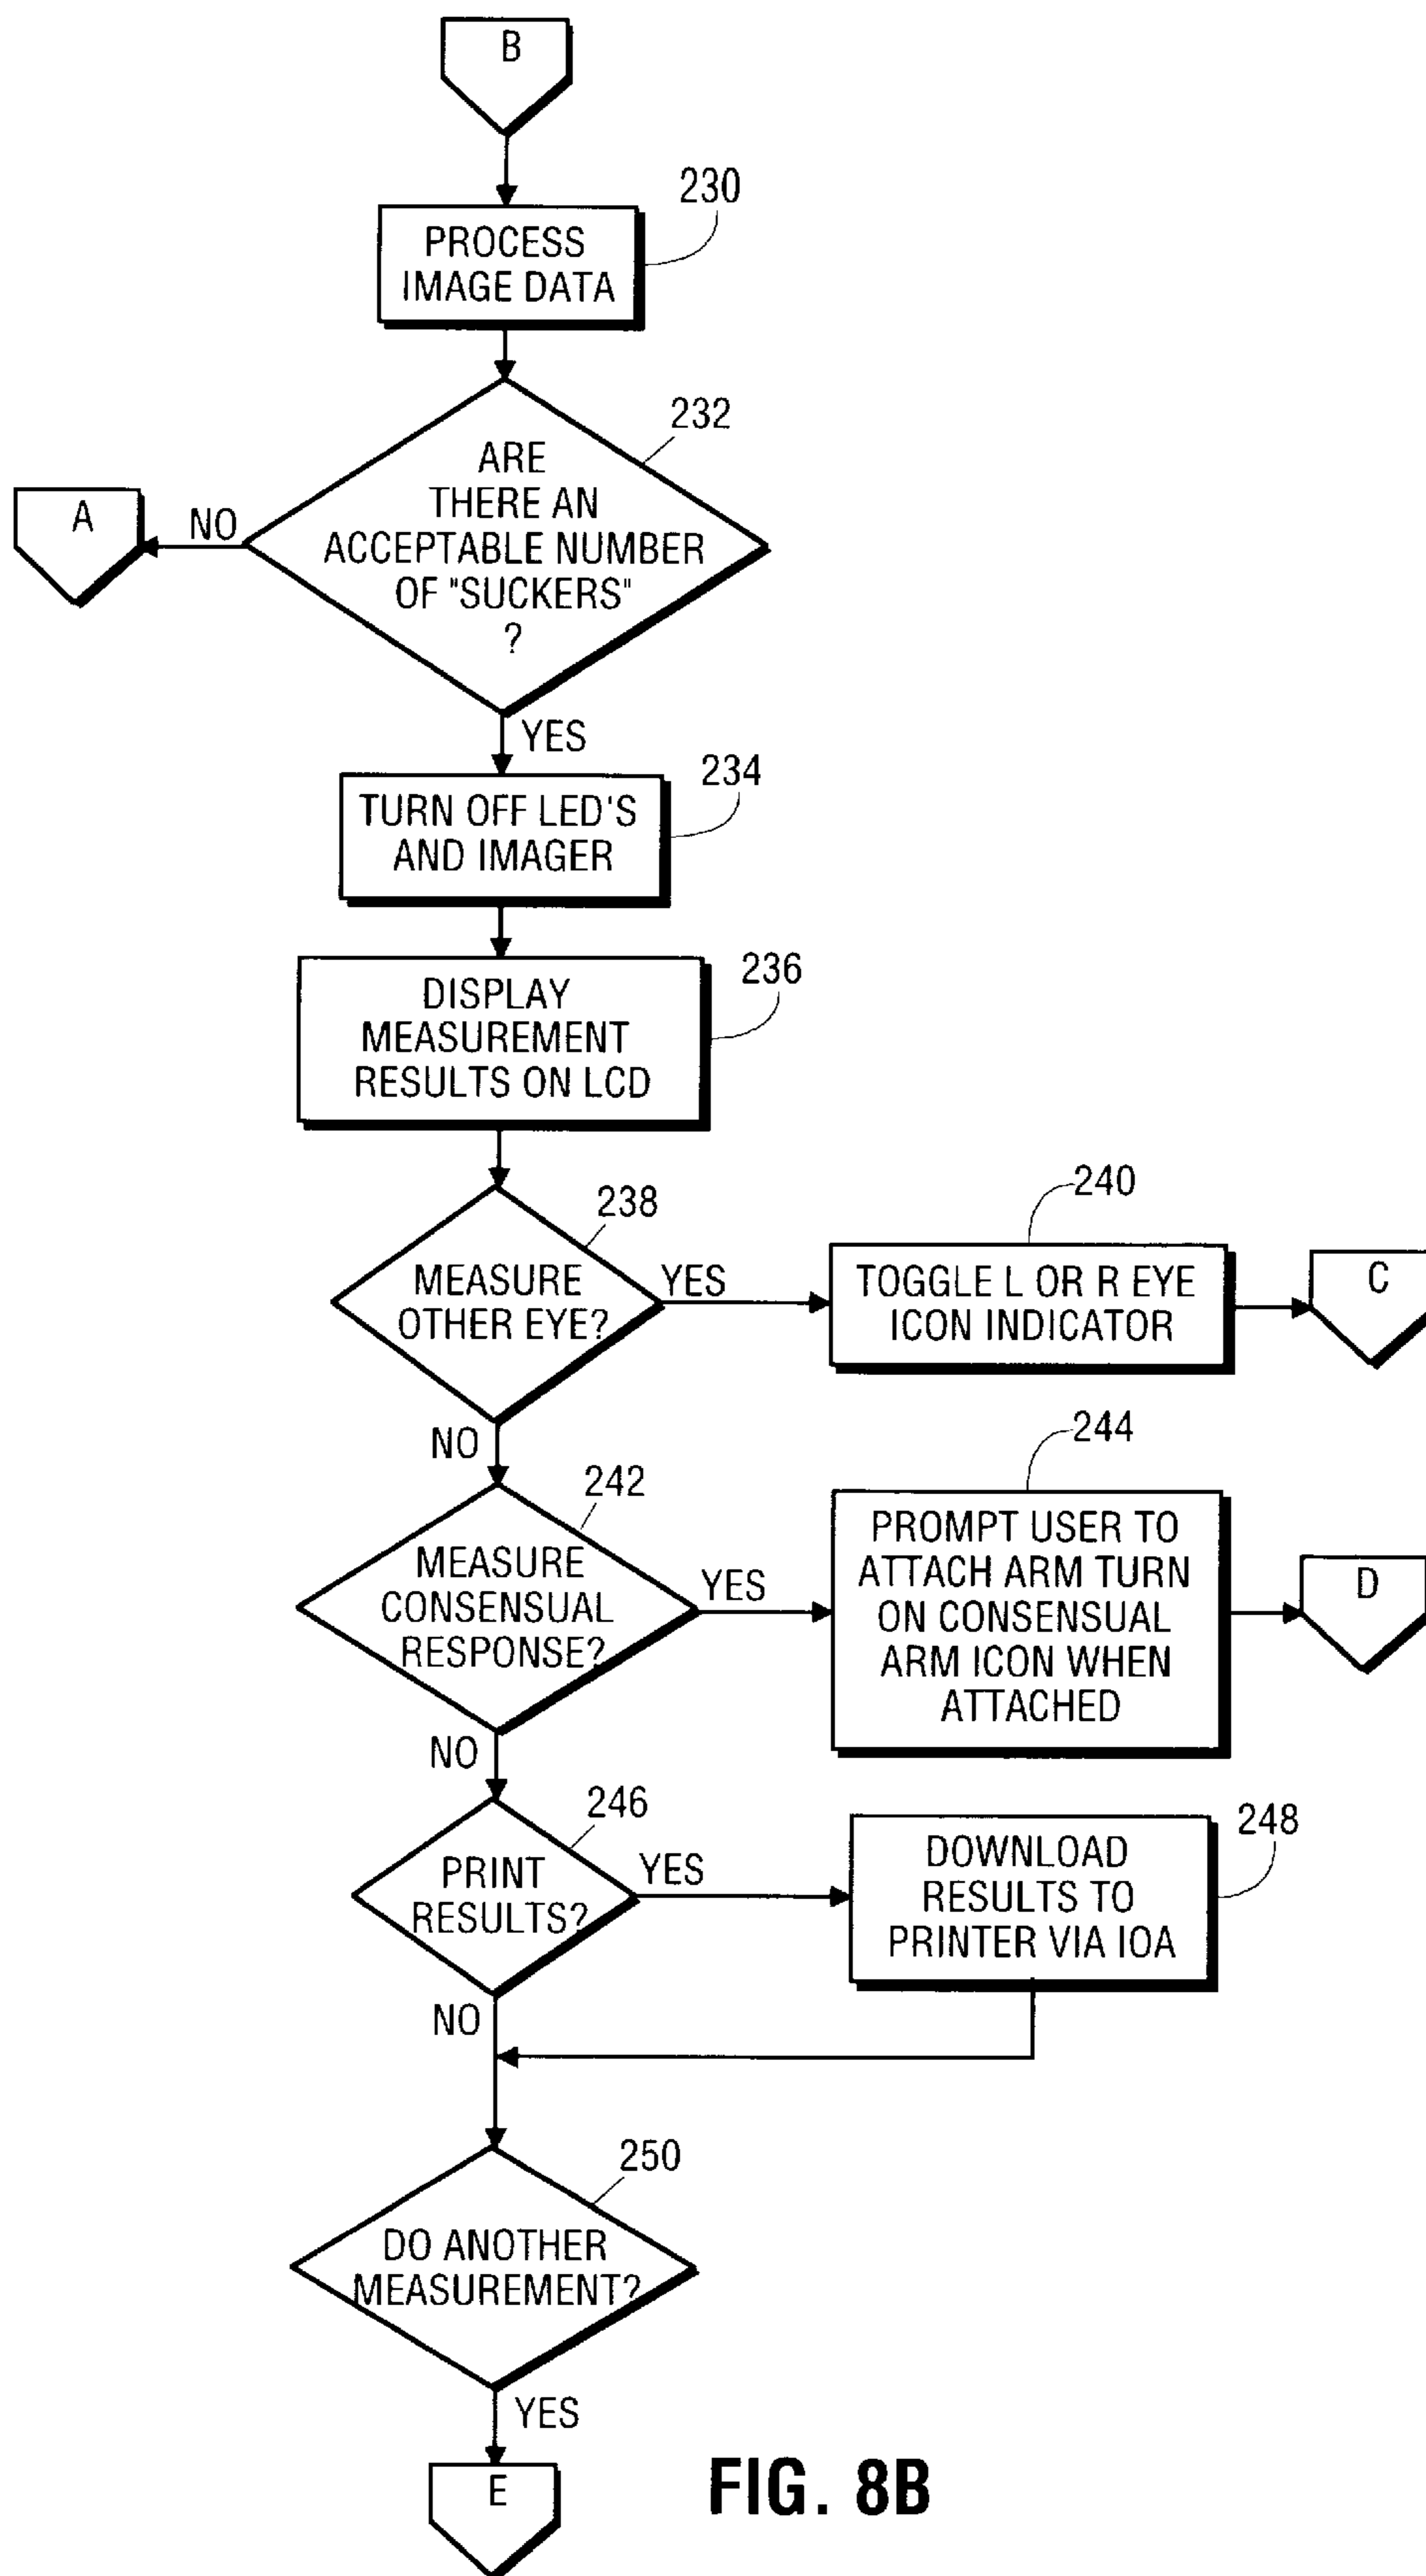 B
230
PROCESS
IMAGE DATA
232
ARE
THERE AN
ACCEPTABLE NUMBER
OF "SUCKERS"
?
A
NO
YES
234
TURN OFF LED'S
AND IMAGER
236
DISPLAY
MEASUREMENT
RESULTS ON LCD
238
MEASURE
OTHER EYE?
YES
240
TOGGLE L OR R EYE
ICON INDICATOR
C
NO
242
MEASURE
CONSENSUAL
RESPONSE?
YES
244
PROMPT USER TO
ATTACH ARM TURN
ON CONSENSUAL
ARM ICON WHEN
ATTACHED
D
NO
246
PRINT
RESULTS?
YES
248
DOWNLOAD
RESULTS TO
PRINTER VIA IOA
NO
250
DO ANOTHER
MEASUREMENT?
YES
E
FIG. 8B